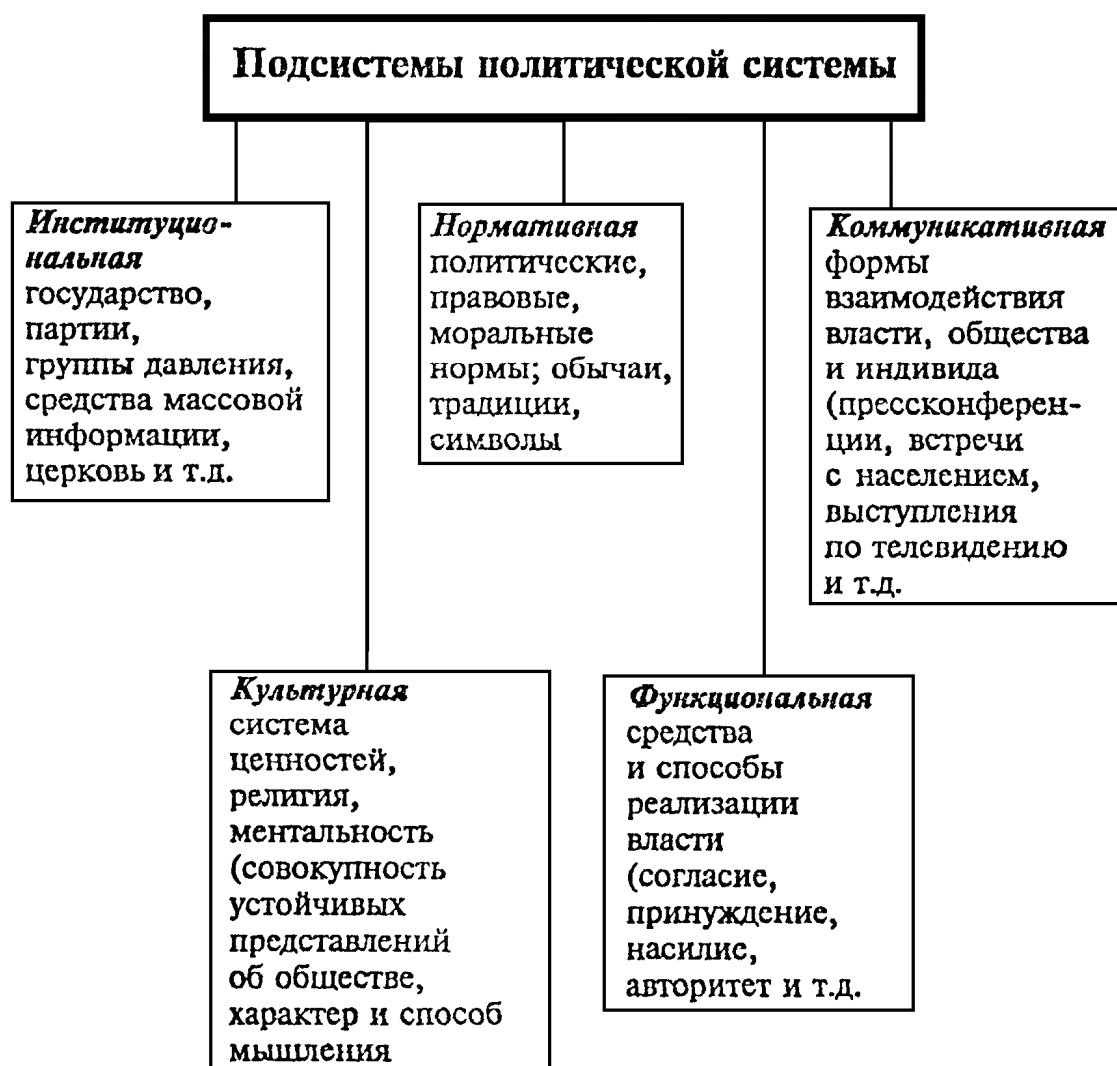 Подсистемы политической системы
Институцио-
нальная
государство,
партии,
группы давления,
средства массовой
информации,
церковь и т.д.
Нормативная
политические,
правовые,
моральные
нормы; обычаи,
традиции,
символы
Коммуникативная
формы
взаимодействия
власти, общества
и индивида
(прессконферен-
ции, встречи
с населением,
выступления
по телевидению
и т.д.
Культурная
система
ценностей,
религия,
ментальность
(совокупность
устойчивых
представлений
об обществе,
характер и способ
мышления
Функциональная
средства
и способы
реализации
власти
(согласие,
принуждение,
насилие,
авторитет и т.д.